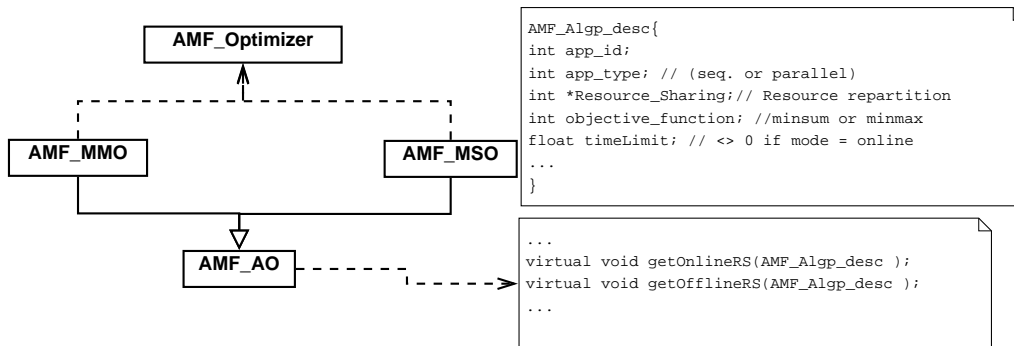 AMF_Optimizer
AMF_MMO
AMF_MSO
AMF_AO
AMF_Algp_desc{
int app_id;
int app_type; // (seq. or parallel)
int *Resource_Sharing;// Resource repartition
int objective_function; //minsum or minmax
float timeLimit; // <> 0 if mode = online
...
}
...
virtual void getOnlineRS(AMF_Algp_desc );
virtual void getOfflineRS(AMF_Algp_desc );
...